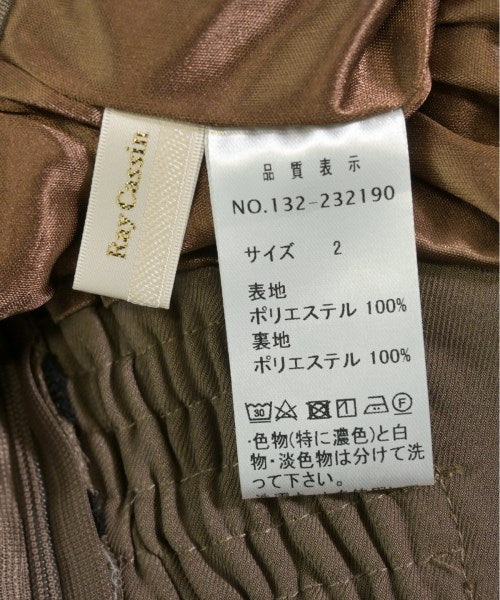 Ray Cassin
品質表示
NO.132-232190
サイズ 2
表地
ポリエステル 100%
裏地
ポリエステル 100%
30 F
・色物(特に濃色)と白
物・淡色物は分けて洗
って下さい。